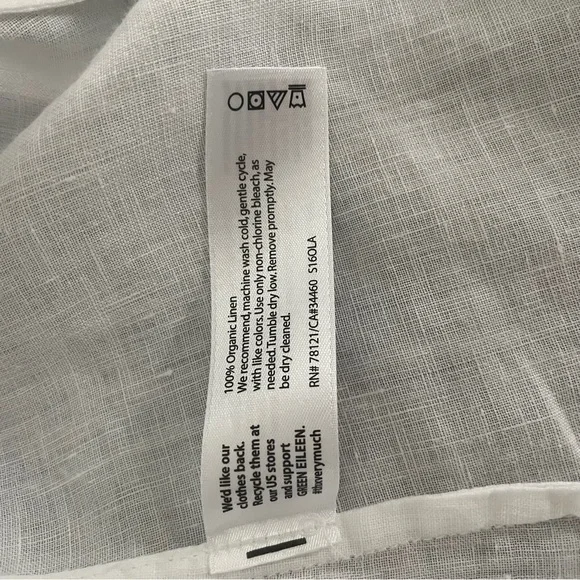 We'd like our
clothes back.
Recycle them at
our US stores
and support
GREEN EILEEN.
#thxverymuch
100% Organic Linen
We recommend, machine wash cold, gentle cycle,
with like colors. Use only non-chlorine bleach, as
needed. Tumble dry low. Remove promptly. May
be dry cleaned.
RN# 78121/CA#34460 S16OLA